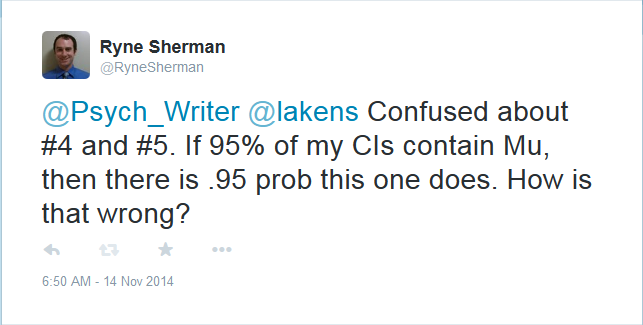 Ryne Sherman
@RyneSherman
@Psych_Writer @lakens Confused about
#4 and #5. If 95% of my CIs contain Mu,
then there is .95 prob this one does. How is
that wrong?
6:50 AM - 14 Nov 2014